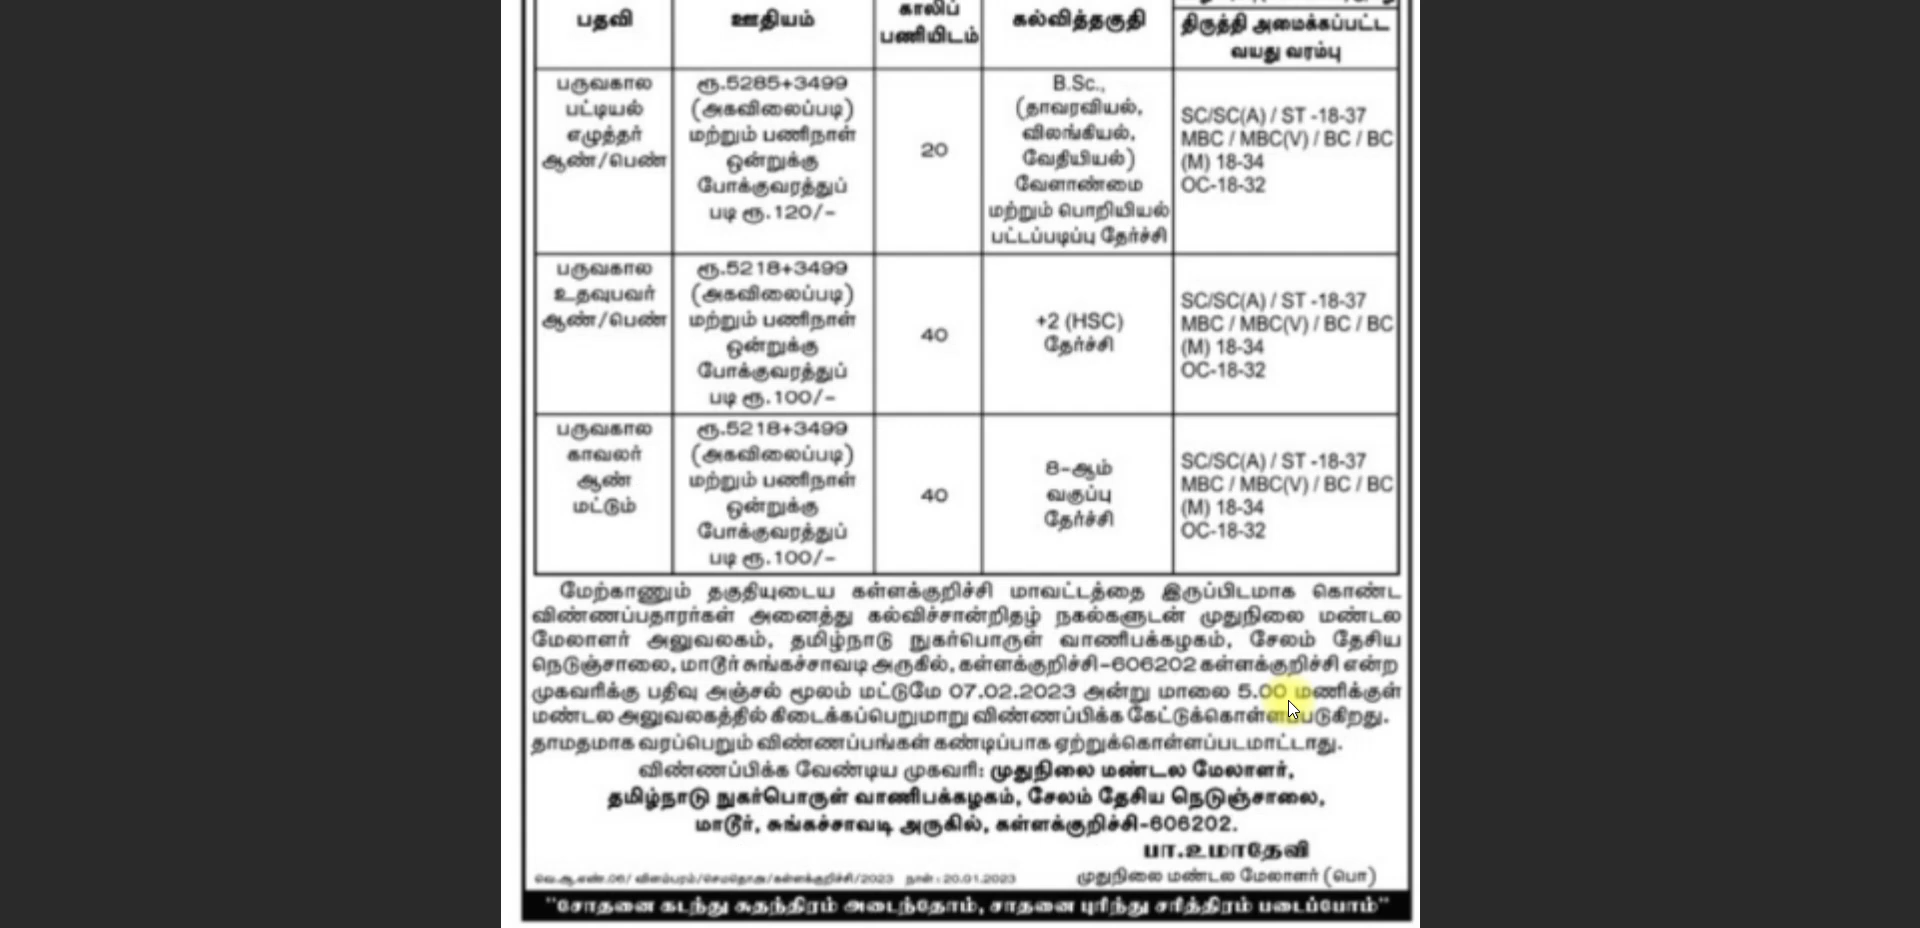 பதவி
ஊதியம்
காலிப்
பணியிடம்
கல்வித்தகுதி
திருத்தி அமைக்கப்பட்ட
வயது வரம்பு
பருவகால
பட்டியல்
எழுத்தர்
ஆண்/பெண்
ரூ.5285+3499
(அகவிலைப்படி)
மற்றும் பணிநாள்
ஒன்றுக்கு
போக்குவரத்துப்
படி ரூ.120/-
20
B.Sc.,
(தாவரவியல்,
விலங்கியல்,
வேதியியல்)
வேளாண்மை
மற்றும் பொறியியல்
பட்டப்படிப்பு தேர்ச்சி
SC/SC(A) / ST -18-37
MBC / MBC(V) / BC / BC
(M) 18-34
OC-18-32
பருவகால
உதவுபவர்
ஆண்/பெண்
ரூ.5218+3499
(அகவிலைப்படி)
மற்றும் பணிநாள்
ஒன்றுக்கு
போக்குவரத்துப்
படி ரூ.100/-
40
+2 (HSC)
தேர்ச்சி
SC/SC(A) / ST -18-37
MBC / MBC(V) / BC / BC
(M) 18-34
OC-18-32
பருவகால
காவலர்
ஆண்
மட்டும்
ரூ.5218+3499
(அகவிலைப்படி)
மற்றும் பணிநாள்
ஒன்றுக்கு
போக்குவரத்துப்
படி ரூ.100/-
40
8-ஆம்
வகுப்பு
தேர்ச்சி
SC/SC(A) / ST -18-37
MBC / MBC(V) / BC / BC
(M) 18-34
OC-18-32
மேற்காணும் தகுதியுடைய கள்ளக்குறிச்சி மாவட்டத்தை இருப்பிடமாக கொண்ட
விண்ணப்பதாரர்கள் அனைத்து கல்விச்சான்றிதழ் நகல்களுடன் முதுநிலை மண்டல
மேலாளர் அலுவலகம், தமிழ்நாடு நுகர்பொருள் வாணிபக்கழகம், சேலம் தேசிய
நெடுஞ்சாலை, மாடூர் சுங்கச்சாவடி அருகில், கள்ளக்குறிச்சி-606202 கள்ளக்குறிச்சி என்ற
முகவரிக்கு பதிவு அஞ்சல் மூலம் மட்டுமே 07.02.2023 அன்று மாலை 5.00 மணிக்குள்
மண்டல அலுவலகத்தில் கிடைக்கப்பெறுமாறு விண்ணப்பிக்க கேட்டுக்கொள்ளப்படுகிறது.
தாமதமாக வரப்பெறும் விண்ணப்பங்கள் கண்டிப்பாக ஏற்றுக்கொள்ளப்படமாட்டாது.
விண்ணப்பிக்க வேண்டிய முகவரி: முதுநிலை மண்டல மேலாளர்,
தமிழ்நாடு நுகர்பொருள் வாணிபக்கழகம், சேலம் தேசிய நெடுஞ்சாலை,
மாடூர், சுங்கச்சாவடி அருகில், கள்ளக்குறிச்சி-606202.
பா.உமாதேவி
முதுநிலை மண்டல மேலாளர் (பொ)
கள்ளக்குறிச்சி/2023 நாள் : 20.01.2023
"சோதனை கடந்து சுதந்திரம் அடைந்தோம், சாதனை புரிந்து சரித்திரம் படைப்போம்"